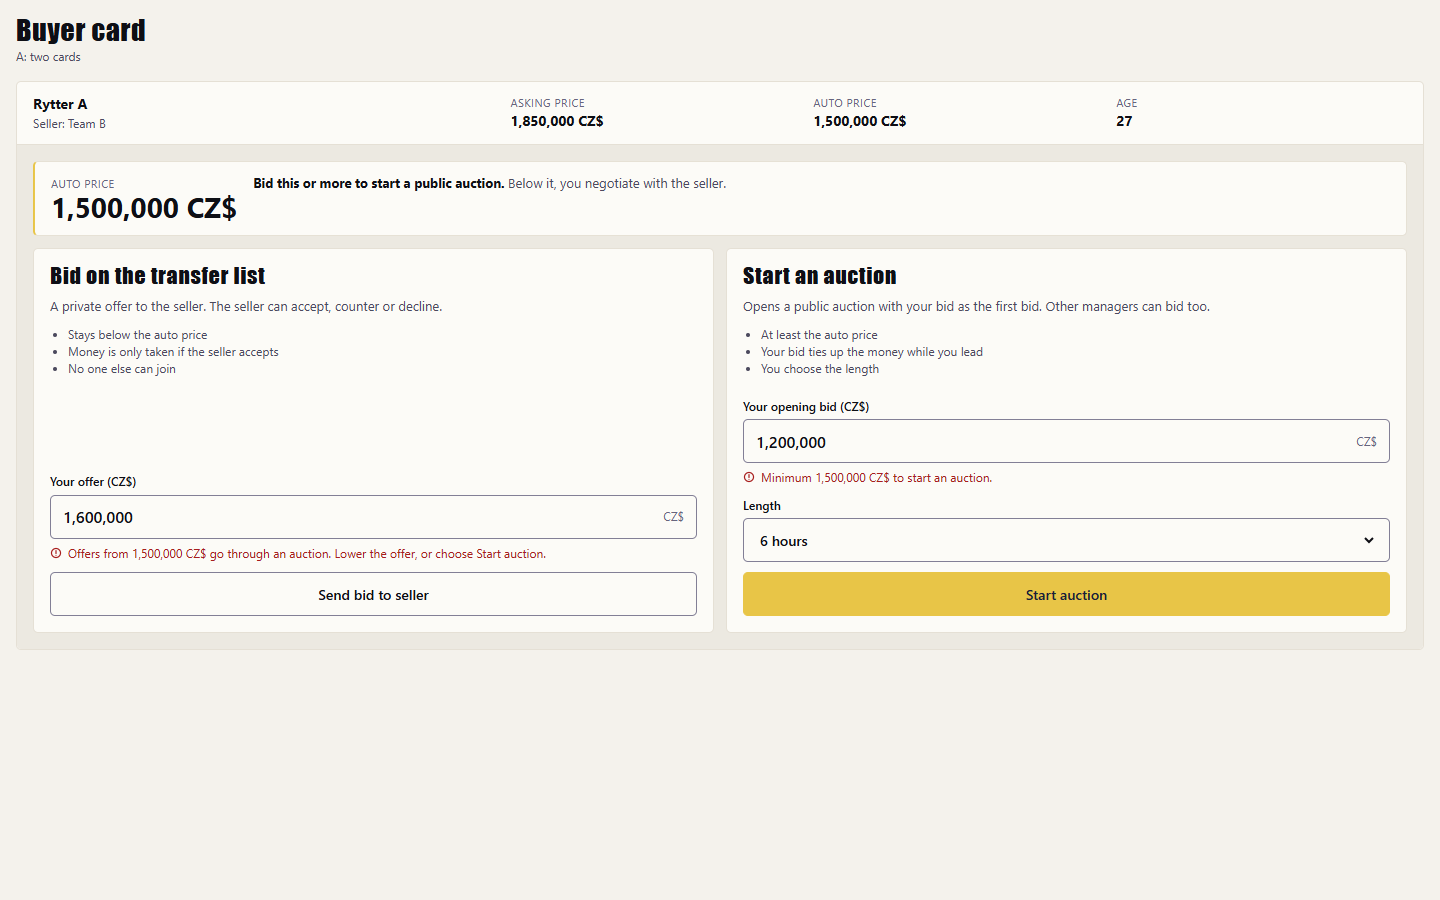 Buyer card
A: two cards
Rytter A
Seller: Team B
ASKING PRICE
1,850,000 CZ$
AUTO PRICE
1,500,000 CZ$
AGE
27
AUTO PRICE
1,500,000 CZ$
Bid this or more to start a public auction. Below it, you negotiate with the seller.
Bid on the transfer list
A private offer to the seller. The seller can accept, counter or decline.
• Stays below the auto price
• Money is only taken if the seller accepts
• No one else can join
Your offer (CZ$)
1,600,000 CZ$
Offers from 1,500,000 CZ$ go through an auction. Lower the offer, or choose Start auction.
Send bid to seller
Start an auction
Opens a public auction with your bid as the first bid. Other managers can bid too.
• At least the auto price
• Your bid ties up the money while you lead
• You choose the length
Your opening bid (CZ$)
1,200,000 CZ$
Minimum 1,500,000 CZ$ to start an auction.
Length
6 hours
Start auction